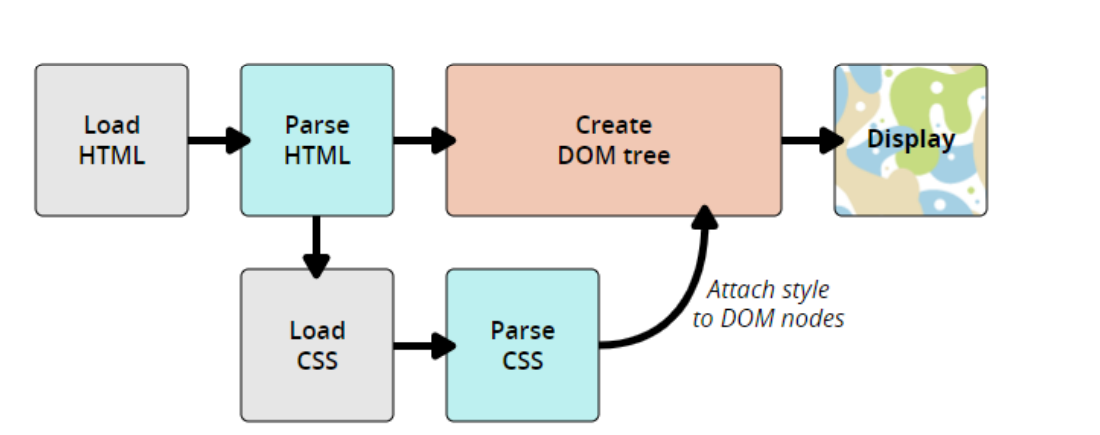 Load
HTML
Parse
HTML
Create
DOM tree
Display
Load
CSS
Parse
CSS
Attach style
to DOM nodes